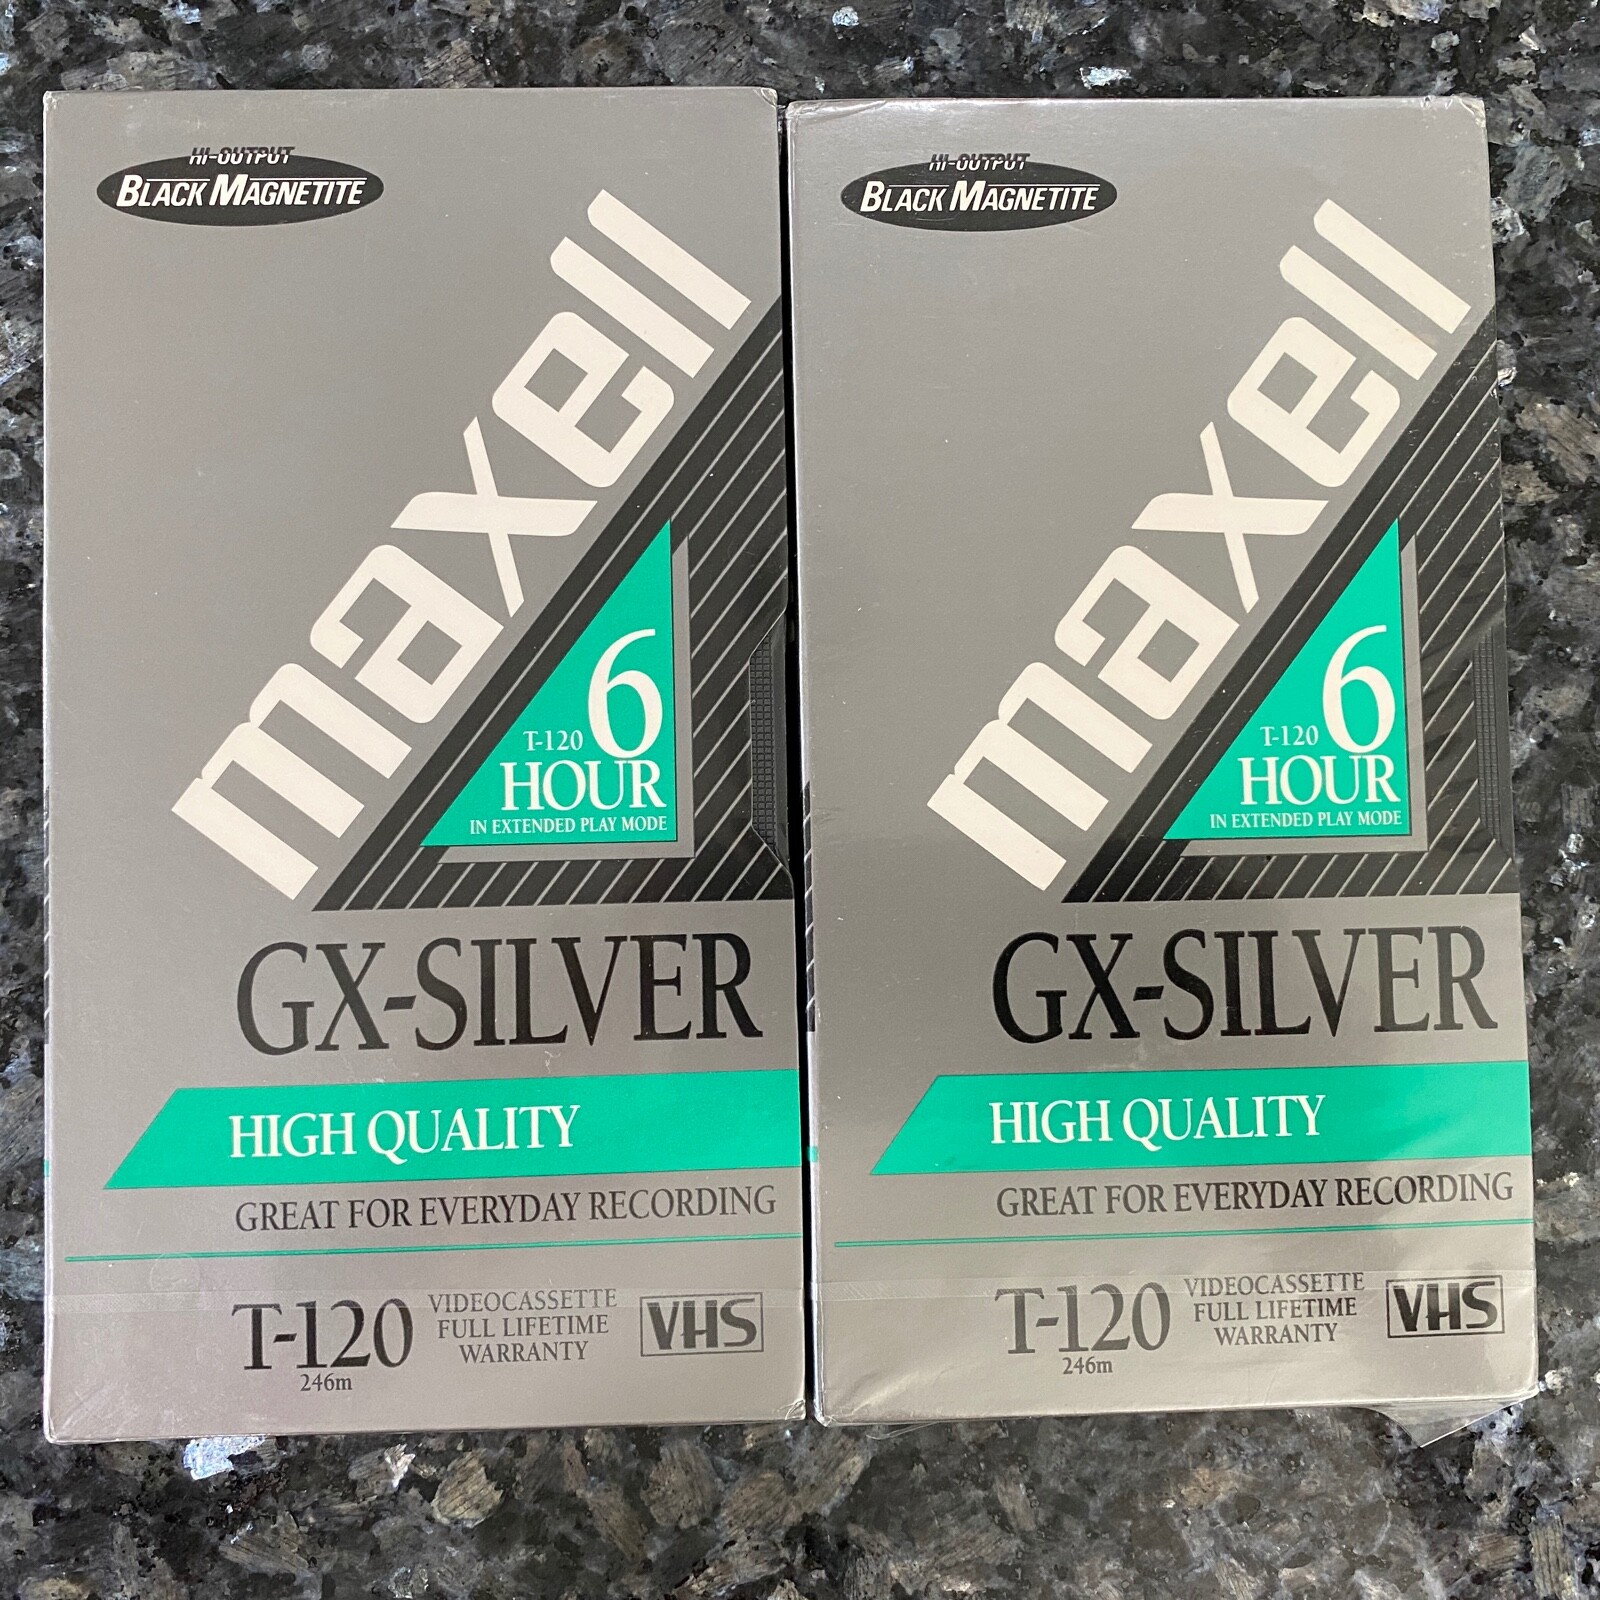 HI-OUTPUT
BLACK MAGNETITE
maxell
T-120 6
HOUR
IN EXTENDED PLAY MODE
GX-SILVER
HIGH QUALITY
GREAT FOR EVERYDAY RECORDING
T-120
246m
VIDEOCASSETTE
FULL LIFETIME
WARRANTY
VHS
HI-OUTPUT
BLACK MAGNETITE
maxell
T-120 6
HOUR
IN EXTENDED PLAY MODE
GX-SILVER
HIGH QUALITY
GREAT FOR EVERYDAY RECORDING
T-120
246m
VIDEOCASSETTE
FULL LIFETIME
WARRANTY
VHS